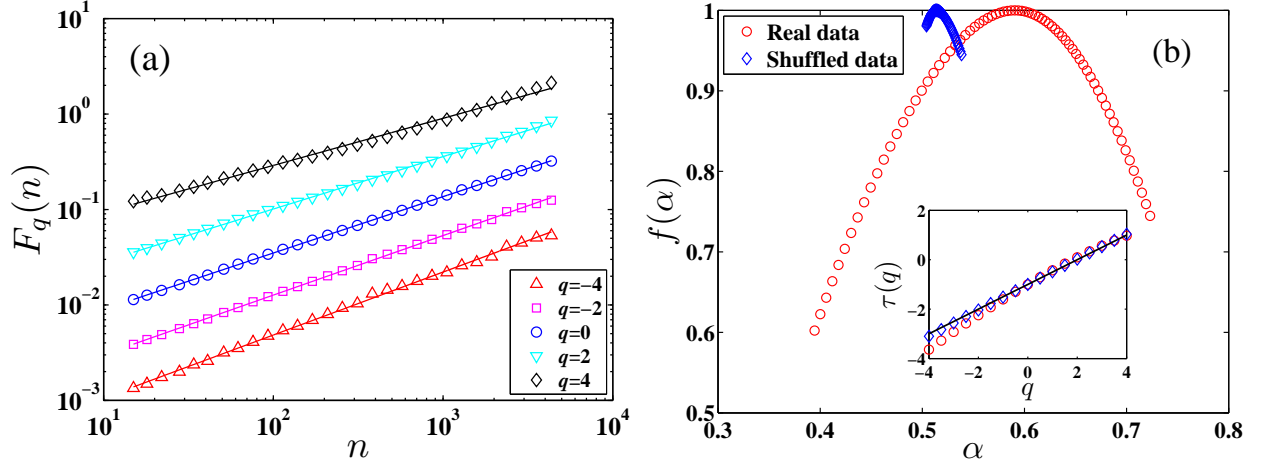 (a)
10^1
10^0
10^-1
10^-2
10^-3
F_q(n)
q=−4
q=−2
q=0
q=2
q=4
10^1 10^2 10^3 10^4
n
(b)
Real data
Shuffled data
1
0.9
0.8
0.7
0.6
0.5
f(α)
2
0
−2
−4
τ(q)
−4 −2 0 2 4
q
0.3 0.4 0.5 0.6 0.7 0.8
α